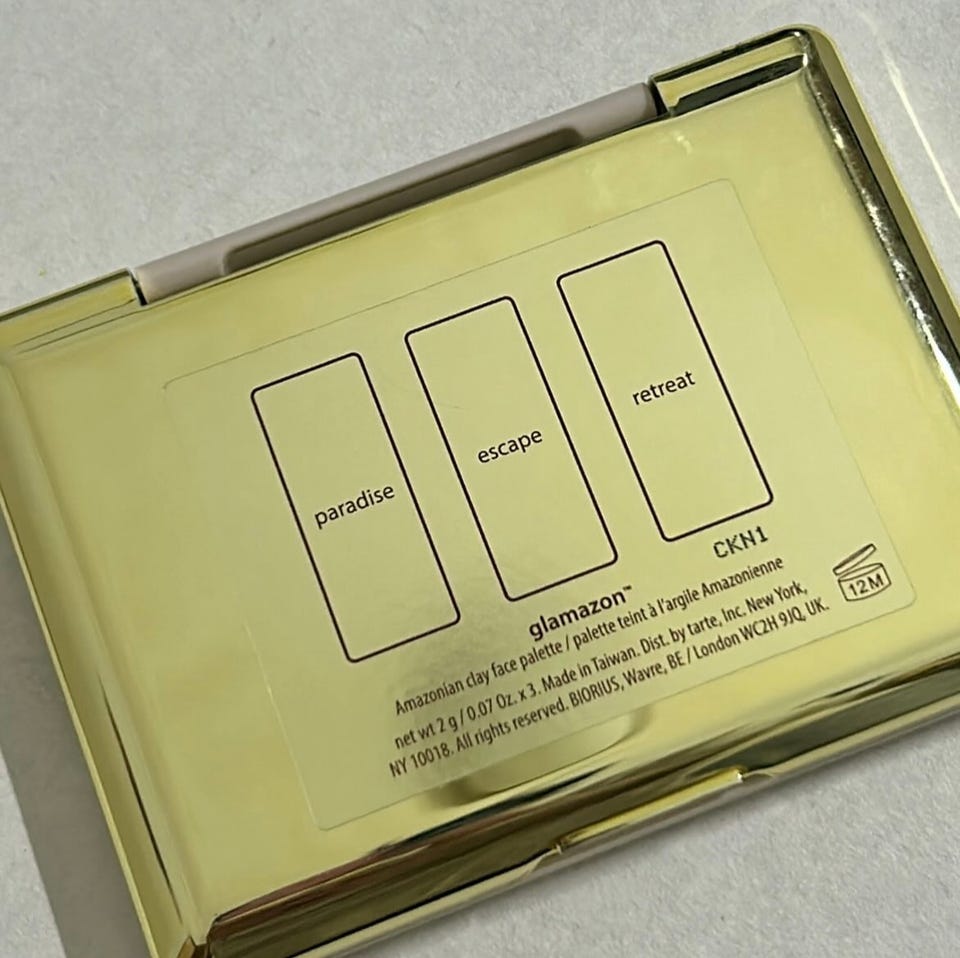 paradise
escape
retreat
CKN1
glamazon™
Amazonian clay face palette / palette teint à l'argile Amazonienne
net wt 2 g / 0.07 Oz. x 3. Made in Taiwan. Dist. by tarte, Inc. New York,
NY 10018. All rights reserved. BIORIUS, Wavre, BE / London WC2H 9JQ, UK.
12M